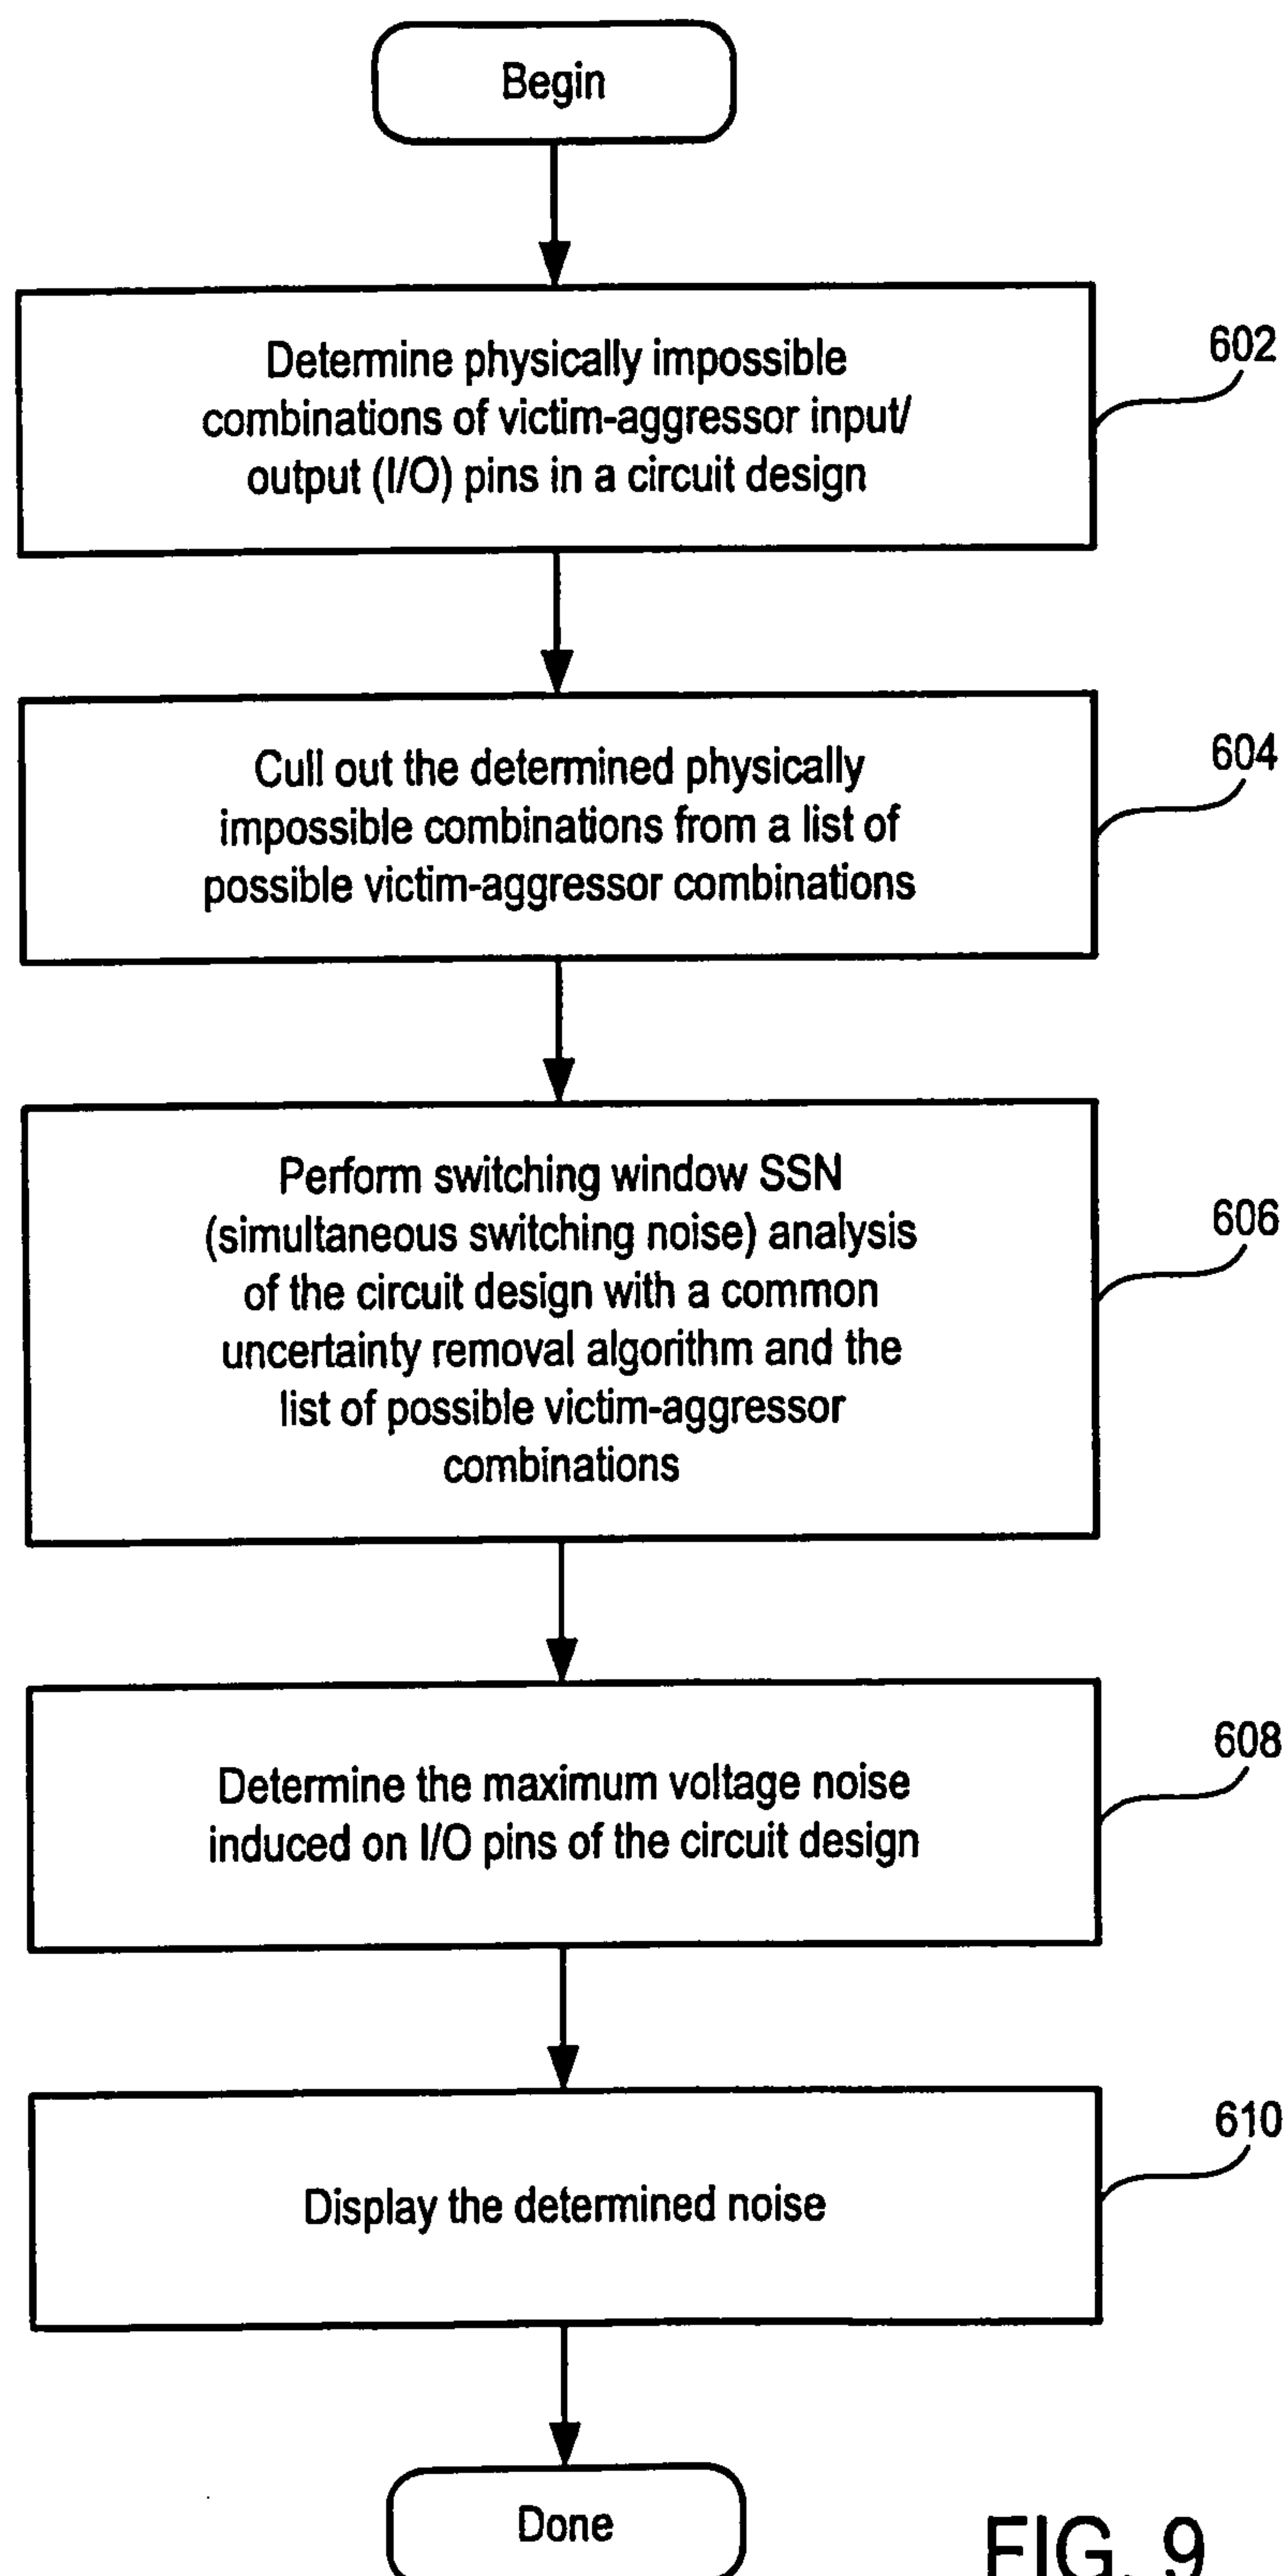 Begin
Determine physically impossible
combinations of victim-aggressor input/
output (I/O) pins in a circuit design
602
Cull out the determined physically
impossible combinations from a list of
possible victim-aggressor combinations
604
Perform switching window SSN
(simultaneous switching noise) analysis
of the circuit design with a common
uncertainty removal algorithm and the
list of possible victim-aggressor
combinations
606
Determine the maximum voltage noise
induced on I/O pins of the circuit design
608
Display the determined noise
610
Done
FIG. 9